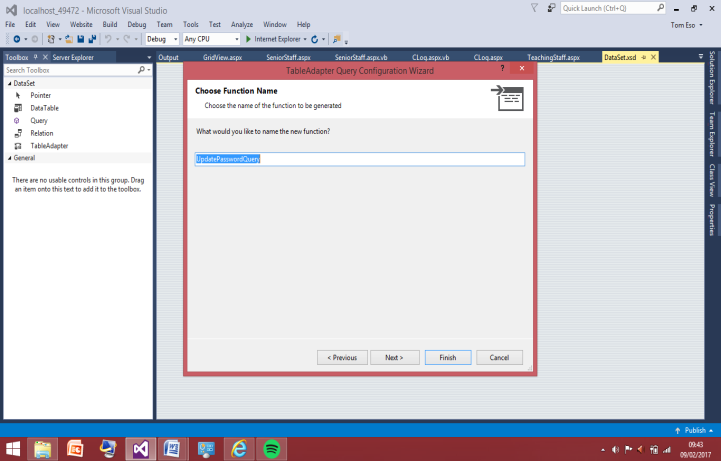 localhost_49472 - Microsoft Visual Studio
Quick Launch (Ctrl+Q)
File Edit View Website Build Debug Team Tools Test Analyze Window Help
Tom Eso
Debug Any CPU Internet Explorer
Toolbox Server Explorer
Output GridView.aspx SeniorStaff.aspx SeniorStaff.aspx.vb CLoq.aspx.vb CLoq.aspx TeachingStaff.aspx DataSet.xsd
Search Toolbox
DataSet
Pointer
DataTable
Query
Relation
TableAdapter
General
There are no usable controls in this group. Drag
an item onto this text to add it to the toolbox.
TableAdapter Query Configuration Wizard
?
Choose Function Name
Choose the name of the function to be generated
What would you like to name the new function?
UpdatePasswordQuery
< Previous Next > Finish Cancel
Solution Explorer
Team Explorer
Class View
Properties
Publish
09:43
09/02/2017